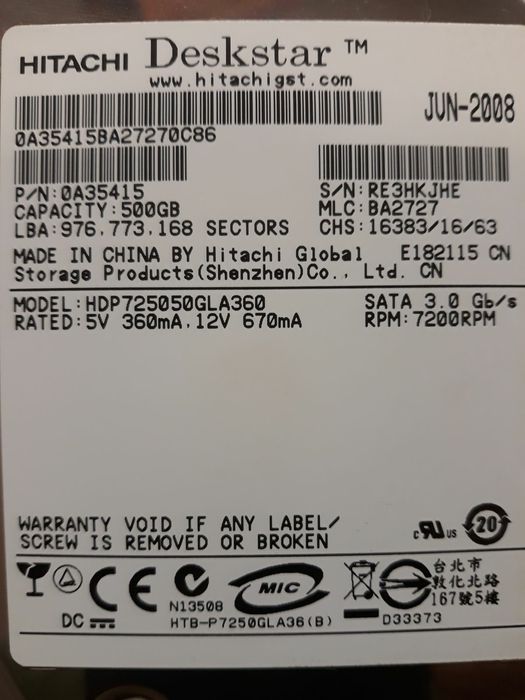 HITACHI Deskstar ™
www.hitachigst.com
JUN-2008
0A35415BA27270C86
P/N:0A35415 S/N:RE3HKJHE
CAPACITY:500GB MLC:BA2727
LBA:976,773,168 SECTORS CHS:16383/16/63
MADE IN CHINA BY Hitachi Global E182115 CN
Storage Products(Shenzhen)Co., Ltd. CN
MODEL:HDP725050GLA360 SATA 3.0 Gb/s
RATED:5V 360mA,12V 670mA RPM:7200RPM
WARRANTY VOID IF ANY LABEL/
SCREW IS REMOVED OR BROKEN
c RU us 20
CE MIC 台北市
敦化北路
N13508 167號5樓
DC HTB-P7250GLA36(B) D33373